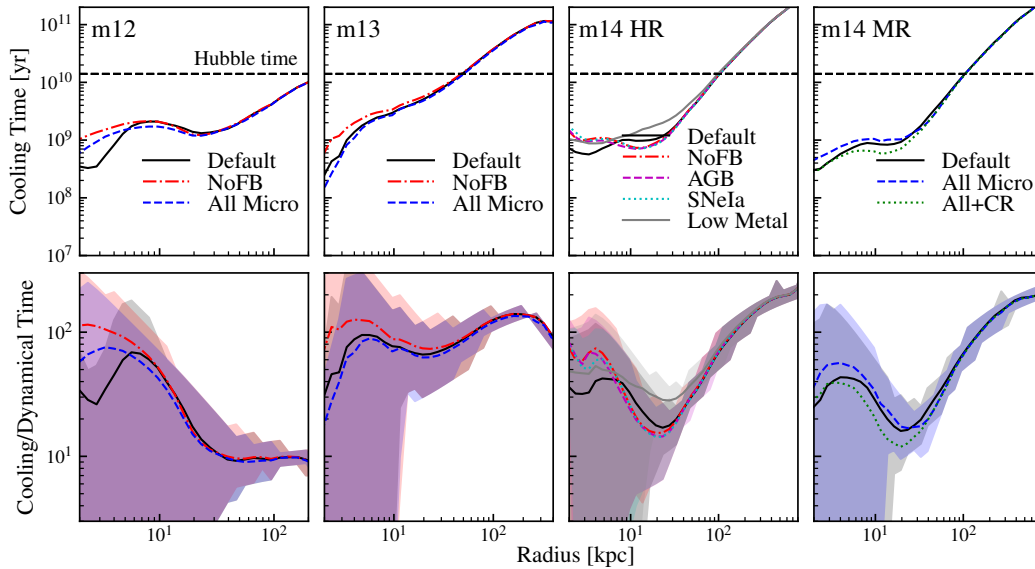 m12
m13
m14 HR
m14 MR
Cooling Time [yr]
10^11
10^10
10^9
10^8
10^7
Hubble time
Default
NoFB
All Micro
Default
NoFB
All Micro
Default
NoFB
AGB
SNeIa
Low Metal
Default
All Micro
All+CR
Cooling/Dynamical Time
10^2
10^1
10^1 10^2
10^1 10^2
10^1 10^2
10^1 10^2
Radius [kpc]